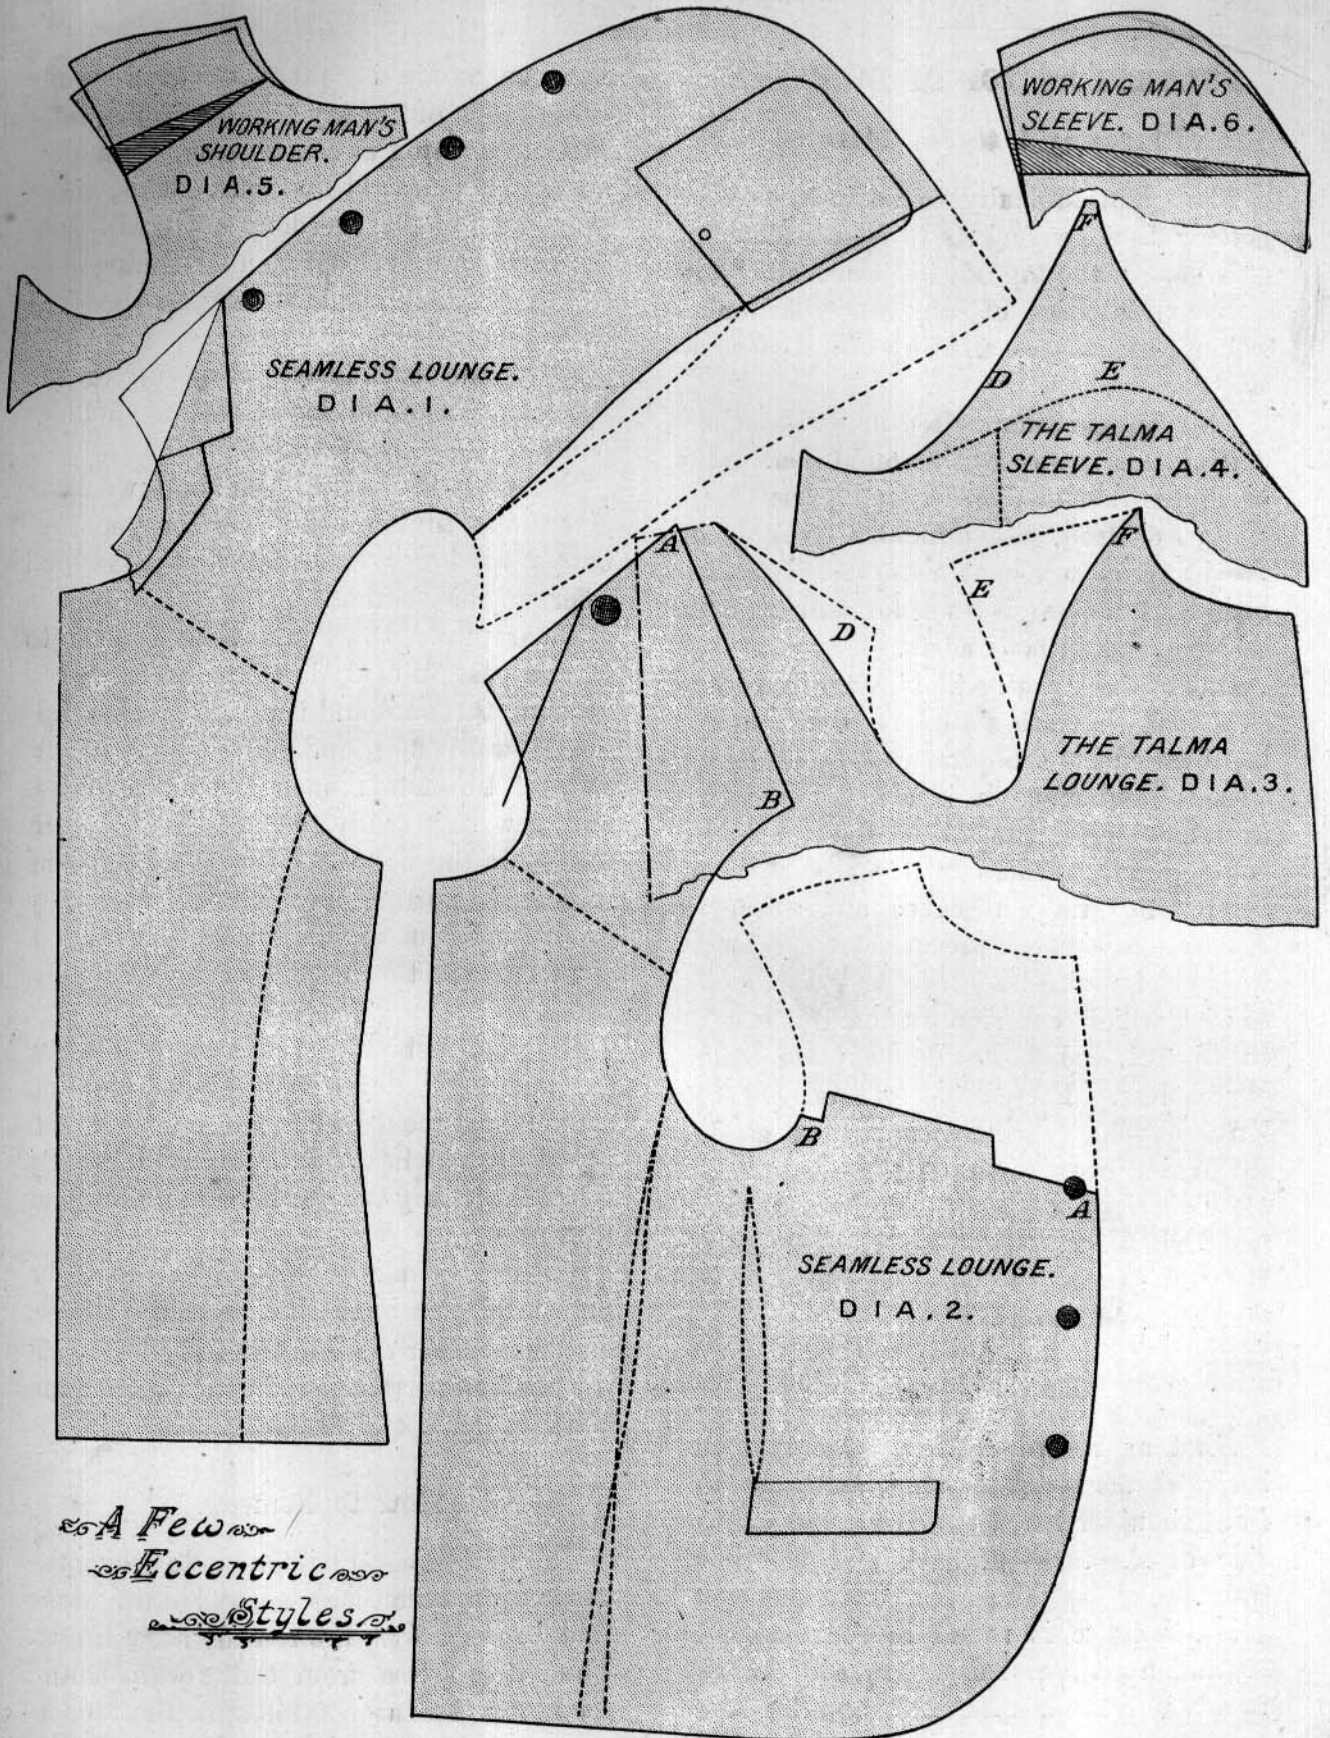 WORKING MAN'S
SHOULDER.
DIA.5.
WORKING MAN'S
SLEEVE. DIA.6.
F
SEAMLESS LOUNGE.
DIA.1.
D
E
THE TALMA
SLEEVE. DIA.4.
A
F
E
D
THE TALMA
LOUNGE. DIA.3.
B
B
A
SEAMLESS LOUNGE.
DIA.2.
A Few
Eccentric
Styles